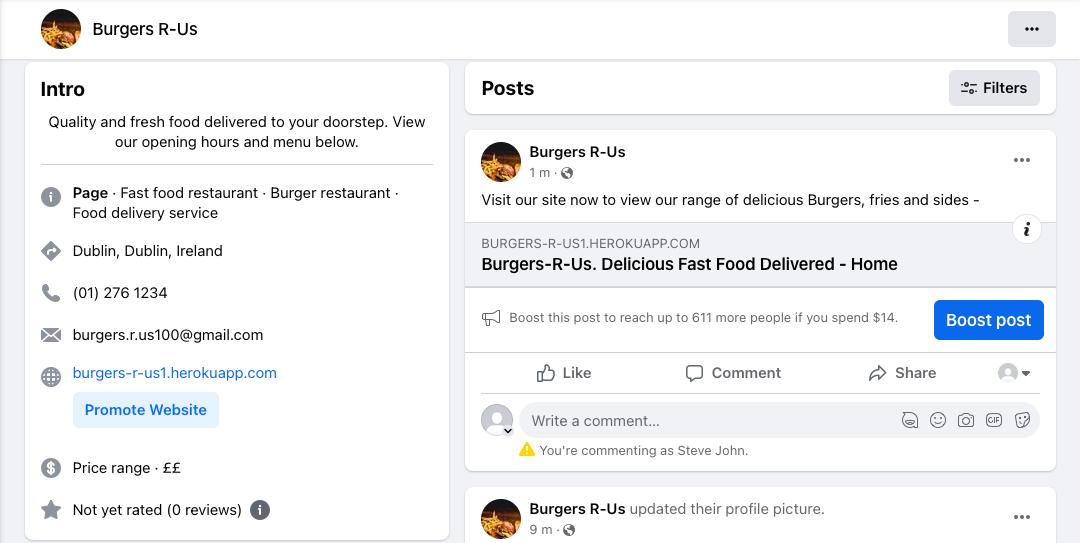 Burgers R-Us
Intro
Quality and fresh food delivered to your doorstep. View
our opening hours and menu below.
Page · Fast food restaurant · Burger restaurant ·
Food delivery service
Dublin, Dublin, Ireland
(01) 276 1234
burgers.r.us100@gmail.com
burgers-r-us1.herokuapp.com
Promote Website
Price range · ££
Not yet rated (0 reviews)
Posts
Filters
Burgers R-Us
1 m ·
Visit our site now to view our range of delicious Burgers, fries and sides -
BURGERS-R-US1.HEROKUAPP.COM
Burgers-R-Us. Delicious Fast Food Delivered - Home
Boost this post to reach up to 611 more people if you spend $14.
Boost post
Like
Comment
Share
Write a comment...
GIF
You're commenting as Steve John.
Burgers R-Us updated their profile picture.
9 m ·